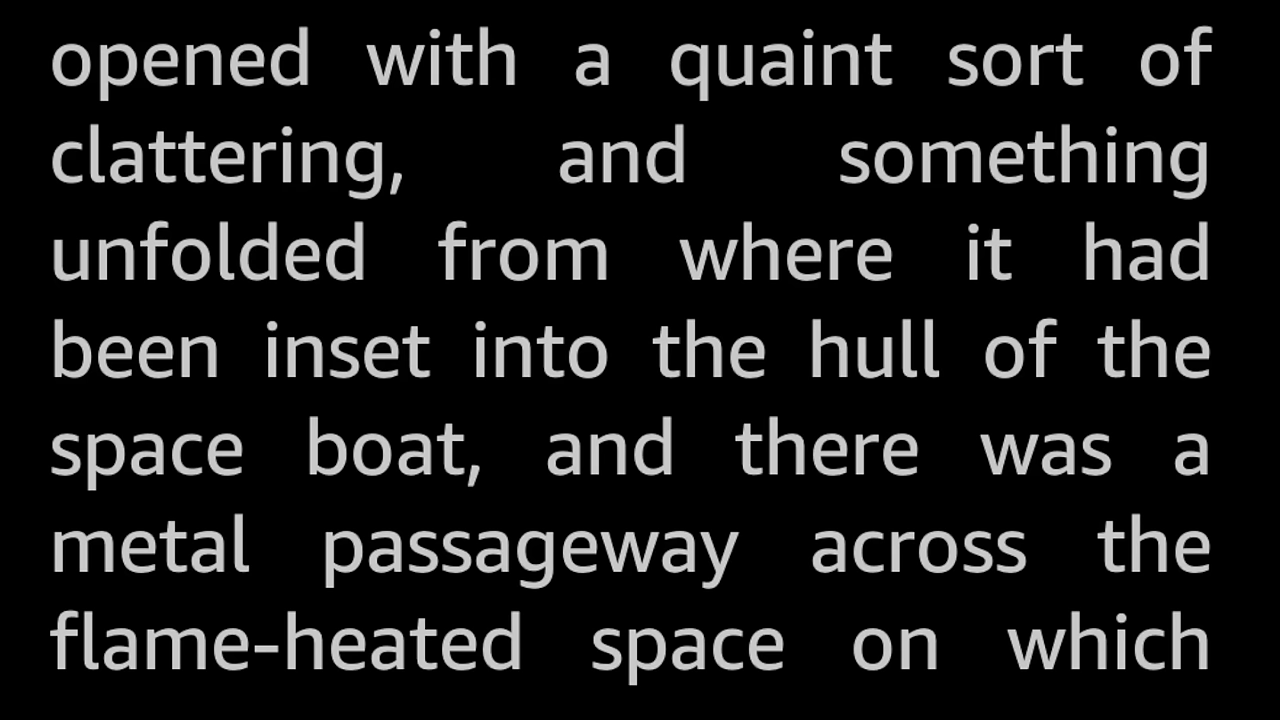 opened with a quaint sort of
clattering, and something
unfolded from where it had
been inset into the hull of the
space boat, and there was a
metal passageway across the
flame-heated space on which